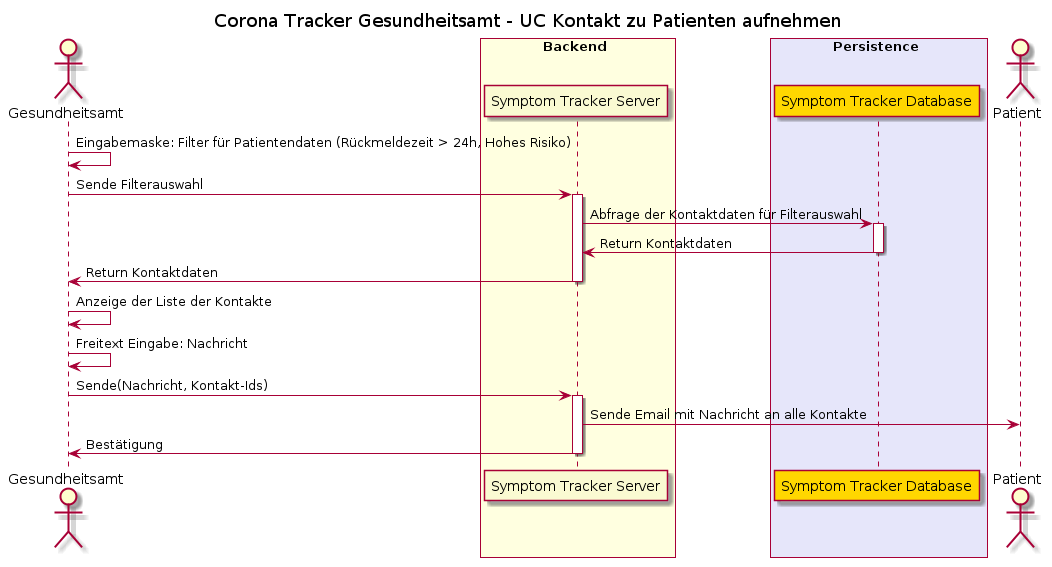 Corona Tracker Gesundheitsamt - UC Kontakt zu Patienten aufnehmen
Backend
Persistence
Gesundheitsamt
Symptom Tracker Server
Symptom Tracker Database
Patient
Eingabemaske: Filter für Patientendaten (Rückmeldezeit > 24h, Hohes Risiko)
Sende Filterauswahl
Abfrage der Kontaktdaten für Filterauswahl
Return Kontaktdaten
Return Kontaktdaten
Anzeige der Liste der Kontakte
Freitext Eingabe: Nachricht
Sende(Nachricht, Kontakt-Ids)
Sende Email mit Nachricht an alle Kontakte
Bestätigung
Gesundheitsamt
Symptom Tracker Server
Symptom Tracker Database
Patient